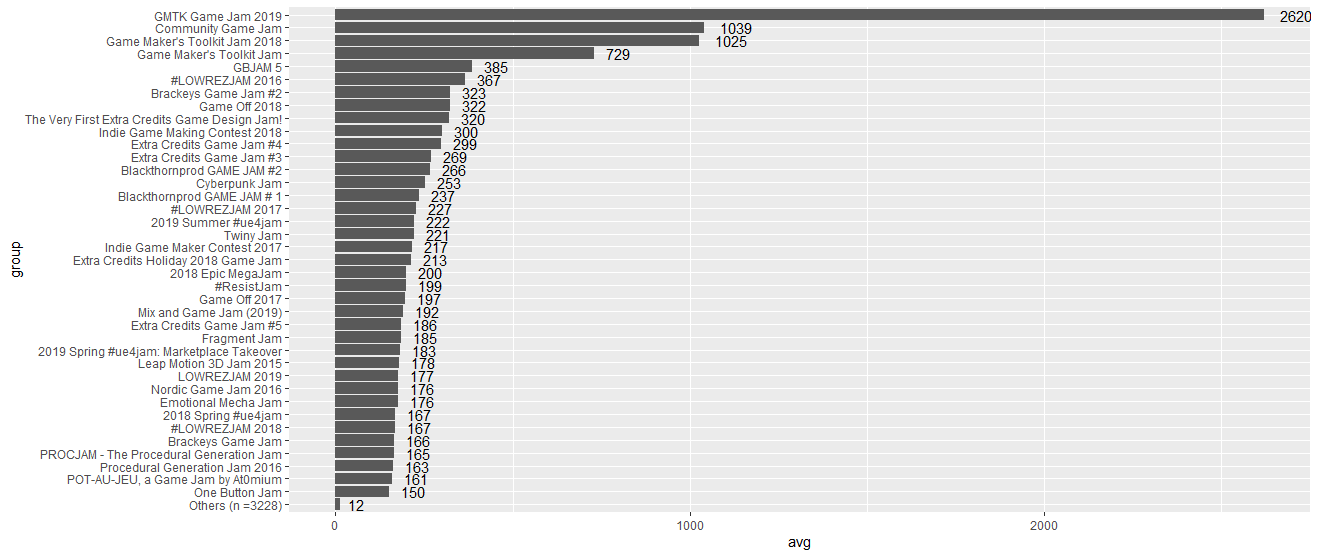 GMTK Game Jam 2019 2620
Community Game Jam 1039
Game Maker's Toolkit Jam 2018 1025
Game Maker's Toolkit Jam 729
GBJAM 5 385
#LOWREZJAM 2016 367
Brackeys Game Jam #2 323
Game Off 2018 322
The Very First Extra Credits Game Design Jam! 320
Indie Game Making Contest 2018 300
Extra Credits Game Jam #4 299
Extra Credits Game Jam #3 269
Blackthornprod GAME JAM #2 266
Cyberpunk Jam 253
Blackthornprod GAME JAM # 1 237
#LOWREZJAM 2017 227
2019 Summer #ue4jam 222
Twiny Jam 221
Indie Game Maker Contest 2017 217
Extra Credits Holiday 2018 Game Jam 213
2018 Epic MegaJam 200
#ResistJam 199
Game Off 2017 197
Mix and Game Jam (2019) 192
Extra Credits Game Jam #5 186
Fragment Jam 185
2019 Spring #ue4jam: Marketplace Takeover 183
Leap Motion 3D Jam 2015 178
LOWREZJAM 2019 177
Nordic Game Jam 2016 176
Emotional Mecha Jam 176
2018 Spring #ue4jam 167
#LOWREZJAM 2018 167
Brackeys Game Jam 166
PROCJAM - The Procedural Generation Jam 165
Procedural Generation Jam 2016 163
POT-AU-JEU, a Game Jam by At0mium 161
One Button Jam 150
Others (n =3228) 12
group
0 1000 2000
avg